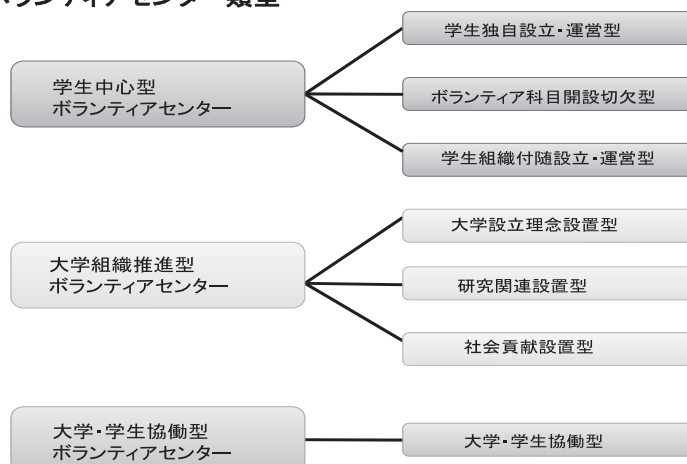 ボランティアセンター類型
学生中心型
ボランティアセンター
学生独自設立・運営型
ボランティア科目開設切欠型
学生組織付随設立・運営型
大学組織推進型
ボランティアセンター
大学設立理念設置型
研究関連設置型
社会貢献設置型
大学・学生協働型
ボランティアセンター
大学・学生協働型